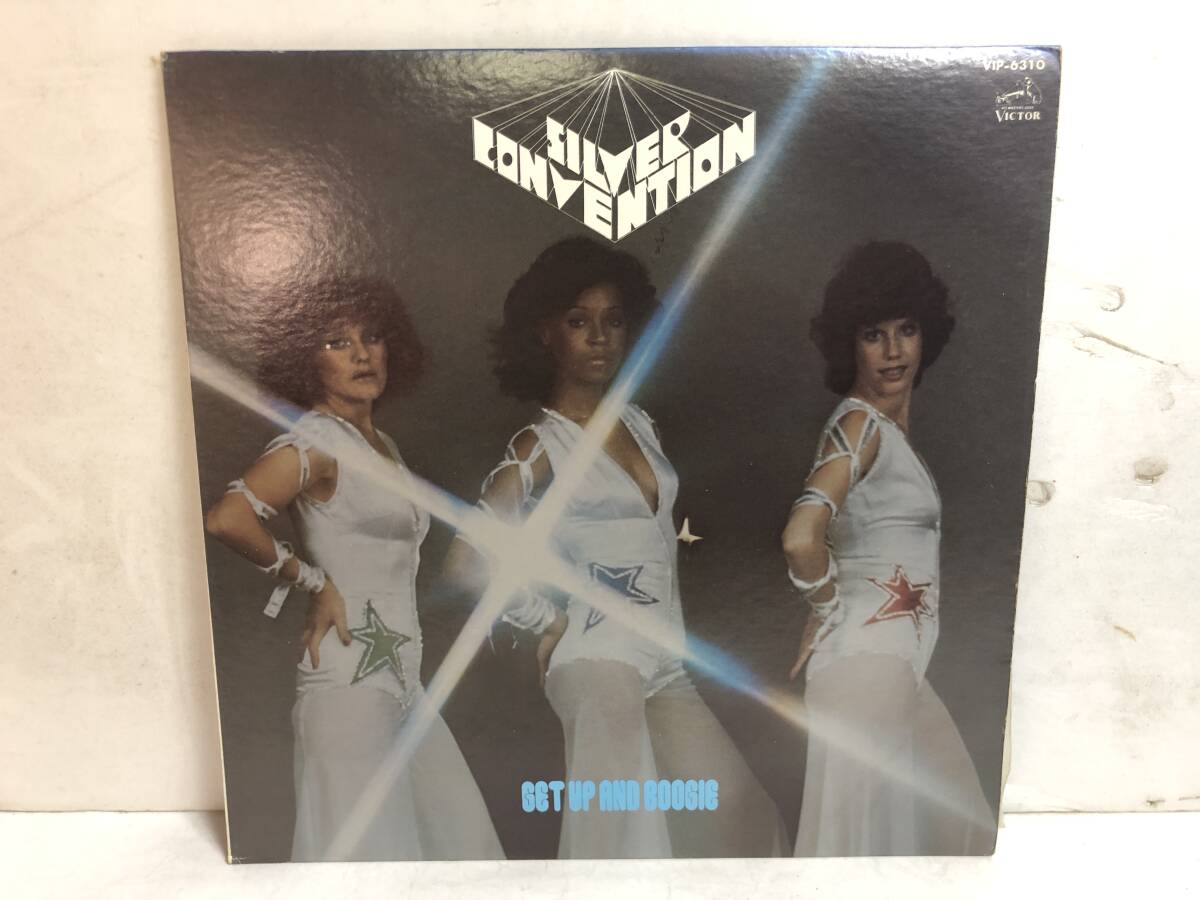 VIP-6310
VICTOR
SILVER
CONVENTION
GET UP AND BOOGIE